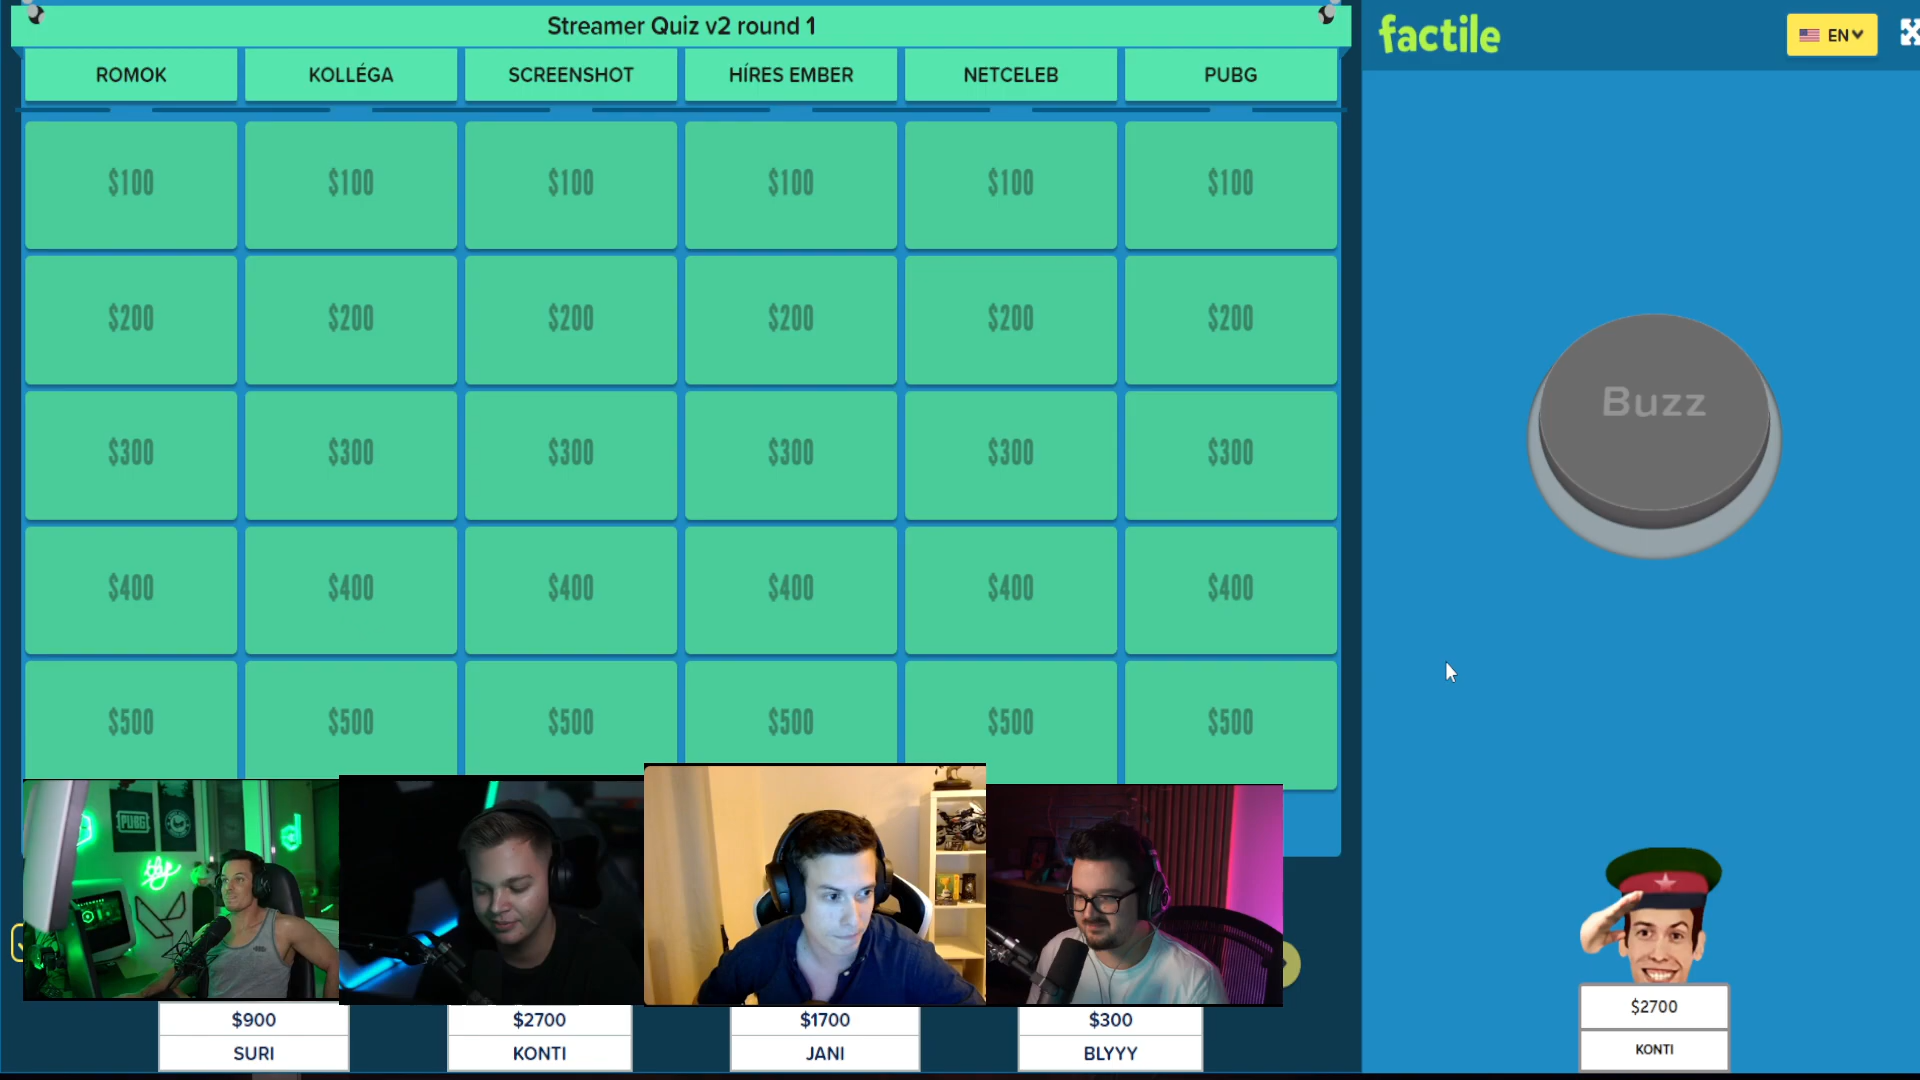 Streamer Quiz v2 round 1
factile
EN
ROMOK KOLLÉGA SCREENSHOT HÍRES EMBER NETCELEB PUBG
$100 $100 $100 $100 $100 $100
$200 $200 $200 $200 $200 $200
$300 $300 $300 $300 $300 $300
$400 $400 $400 $400 $400 $400
$500 $500 $500 $500 $500 $500
Buzz
PUBG
$900 $2700 $1700 $300
SURI KONTI JANI BLYYY
$2700
KONTI